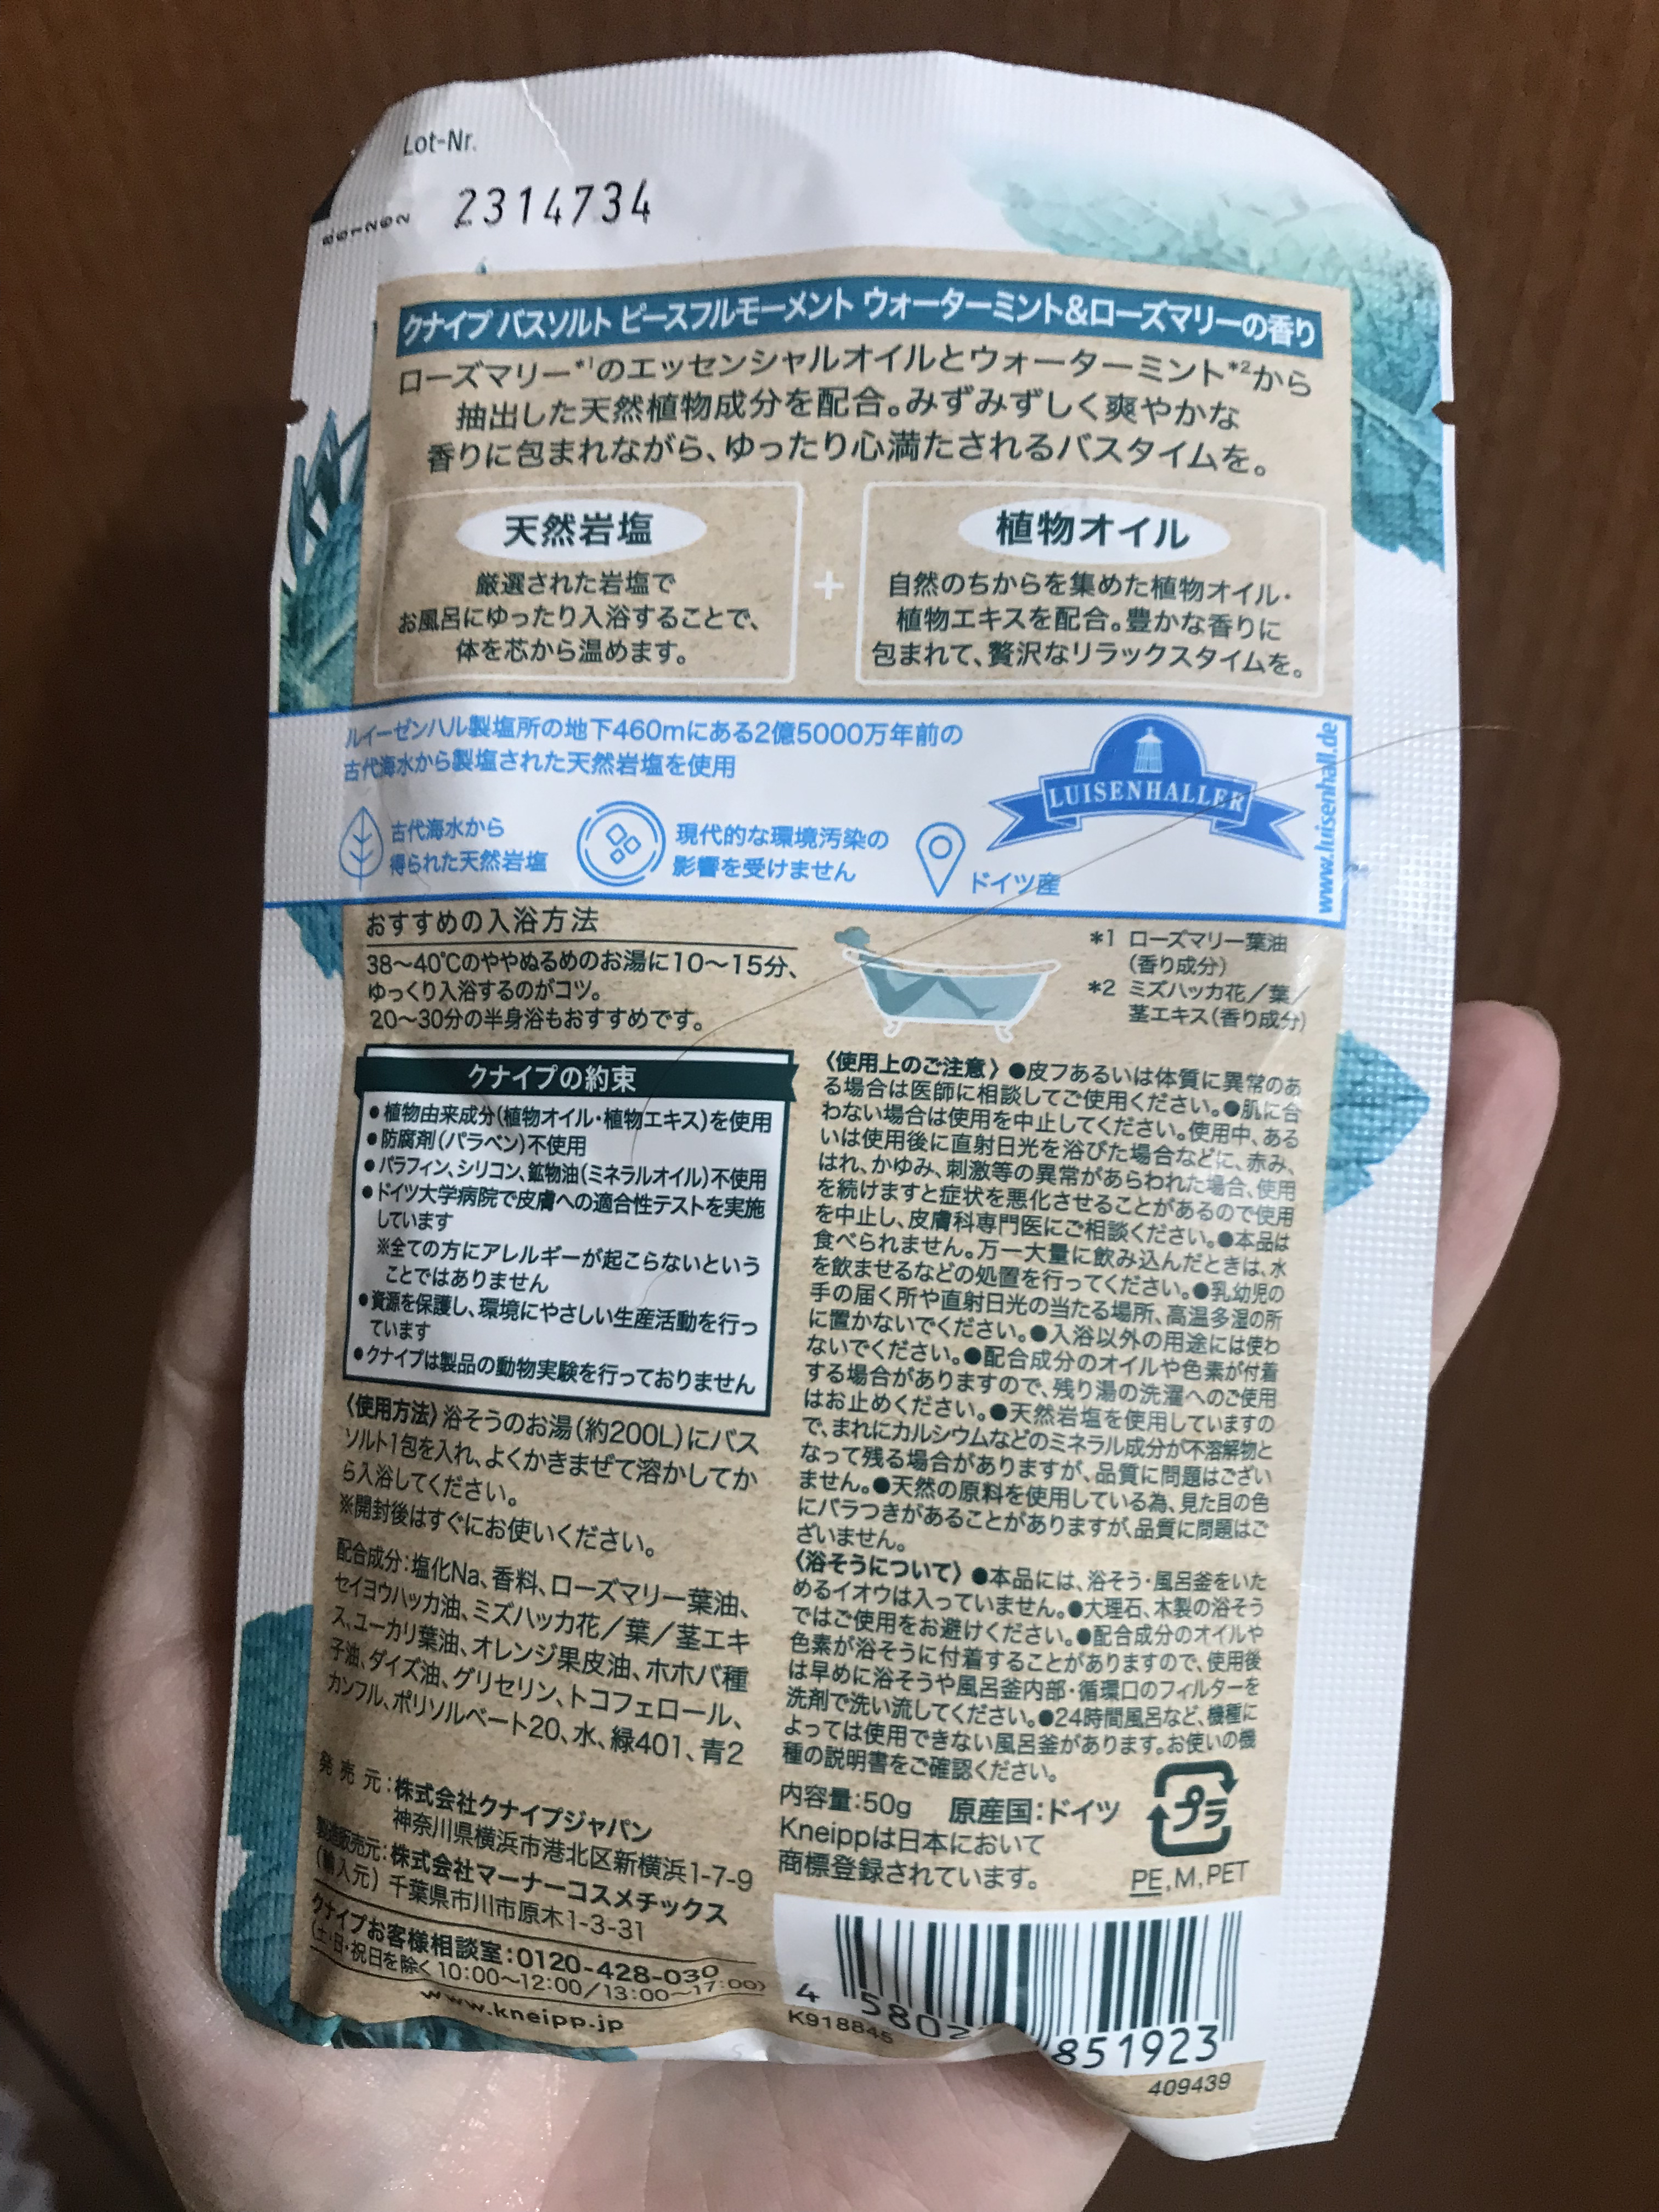 Lot-Nr.
2314734
861262
クナイプ バスソルト ピースフルモーメント ウォーターミント&ローズマリーの香り
ローズマリー*1のエッセンシャルオイルとウォーターミント*2から
抽出した天然植物成分を配合。みずみずしく爽やかな
香りに包まれながら、ゆったり心満たされるバスタイムを。
天然岩塩
厳選された岩塩で
お風呂にゆったり入浴することで、
体を芯から温めます。
+
植物オイル
自然のちからを集めた植物オイル・
植物エキスを配合。豊かな香りに
包まれて、贅沢なリラックスタイムを。
ルイーゼンハル製塩所の地下460mにある2億5000万年前の
古代海水から製塩された天然岩塩を使用
古代海水から
得られた天然岩塩
現代的な環境汚染の
影響を受けません
ドイツ産
LUISENHALLER
www.luisenhall.de
おすすめの入浴方法
38〜40℃のややぬるめのお湯に10〜15分、
ゆっくり入浴するのがコツ。
20〜30分の半身浴もおすすめです。
*1 ローズマリー葉油
(香り成分)
*2 ミズハッカ花/葉/
茎エキス(香り成分)
クナイプの約束
●植物由来成分(植物オイル・植物エキス)を使用
●防腐剤(パラベン)不使用
●パラフィン、シリコン、鉱物油(ミネラルオイル)不使用
●ドイツ大学病院で皮膚への適合性テストを実施
しています
※全ての方にアレルギーが起こらないという
ことではありません
●資源を保護し、環境にやさしい生産活動を行っ
ています
●クナイプは製品の動物実験を行っておりません
〈使用方法〉浴そうのお湯(約200L)にバス
ソルト1包を入れ、よくかきまぜて溶かしてか
ら入浴してください。
※開封後はすぐにお使いください。
配合成分:塩化Na、香料、ローズマリー葉油、
セイヨウハッカ油、ミズハッカ花/葉/茎エキ
ス、ユーカリ葉油、オレンジ果皮油、ホホバ種
子油、ダイズ油、グリセリン、トコフェロール、
カンフル、ポリソルベート20、水、緑401、青2
発売元:株式会社クナイプジャパン
神奈川県横浜市港北区新横浜1-7-9
製造販売元:株式会社マーナーコスメチックス
(輸入元) 千葉県市川市原木1-3-31
クナイプお客様相談室:0120-428-030
(土・日・祝日を除く 10:00〜12:00/13:00〜17:00)
www.kneipp.jp
〈使用上のご注意〉●皮フあるいは体質に異常のあ
る場合は医師に相談してご使用ください。●肌に合
わない場合は使用を中止してください。使用中、ある
いは使用後に直射日光を浴びた場合などに、赤み、
はれ、かゆみ、刺激等の異常があらわれた場合、使用
を続けますと症状を悪化させることがあるので使用
を中止し、皮膚科専門医にご相談ください。●本品は
食べられません。万一大量に飲み込んだときは、水
を飲ませるなどの処置を行ってください。●乳幼児の
手の届く所や直射日光の当たる場所、高温多湿の所
に置かないでください。●入浴以外の用途には使わ
ないでください。●配合成分のオイルや色素が付着
する場合がありますので、残り湯の洗濯へのご使用
はお止めください。●天然岩塩を使用していますの
で、まれにカルシウムなどのミネラル成分が不溶解物と
なって残る場合がありますが、品質に問題はござい
ません。●天然の原料を使用している為、見た目の色
にバラつきがあることがありますが、品質に問題はご
ざいません。
〈浴そうについて〉●本品には、浴そう・風呂釜をいた
めるイオウは入っていません。●大理石、木製の浴そう
ではご使用をお避けください。●配合成分のオイルや
色素が浴そうに付着することがありますので、使用後
は早めに浴そうや風呂釜内部・循環口のフィルターを
洗剤で洗い流してください。●24時間風呂など、機種に
よっては使用できない風呂釜があります。お使いの機
種の説明書をご確認ください。
内容量:50g 原産国:ドイツ
Kneippは日本において
商標登録されています。
プラ
PE,M,PET
4 5802 851923
K918845
409439